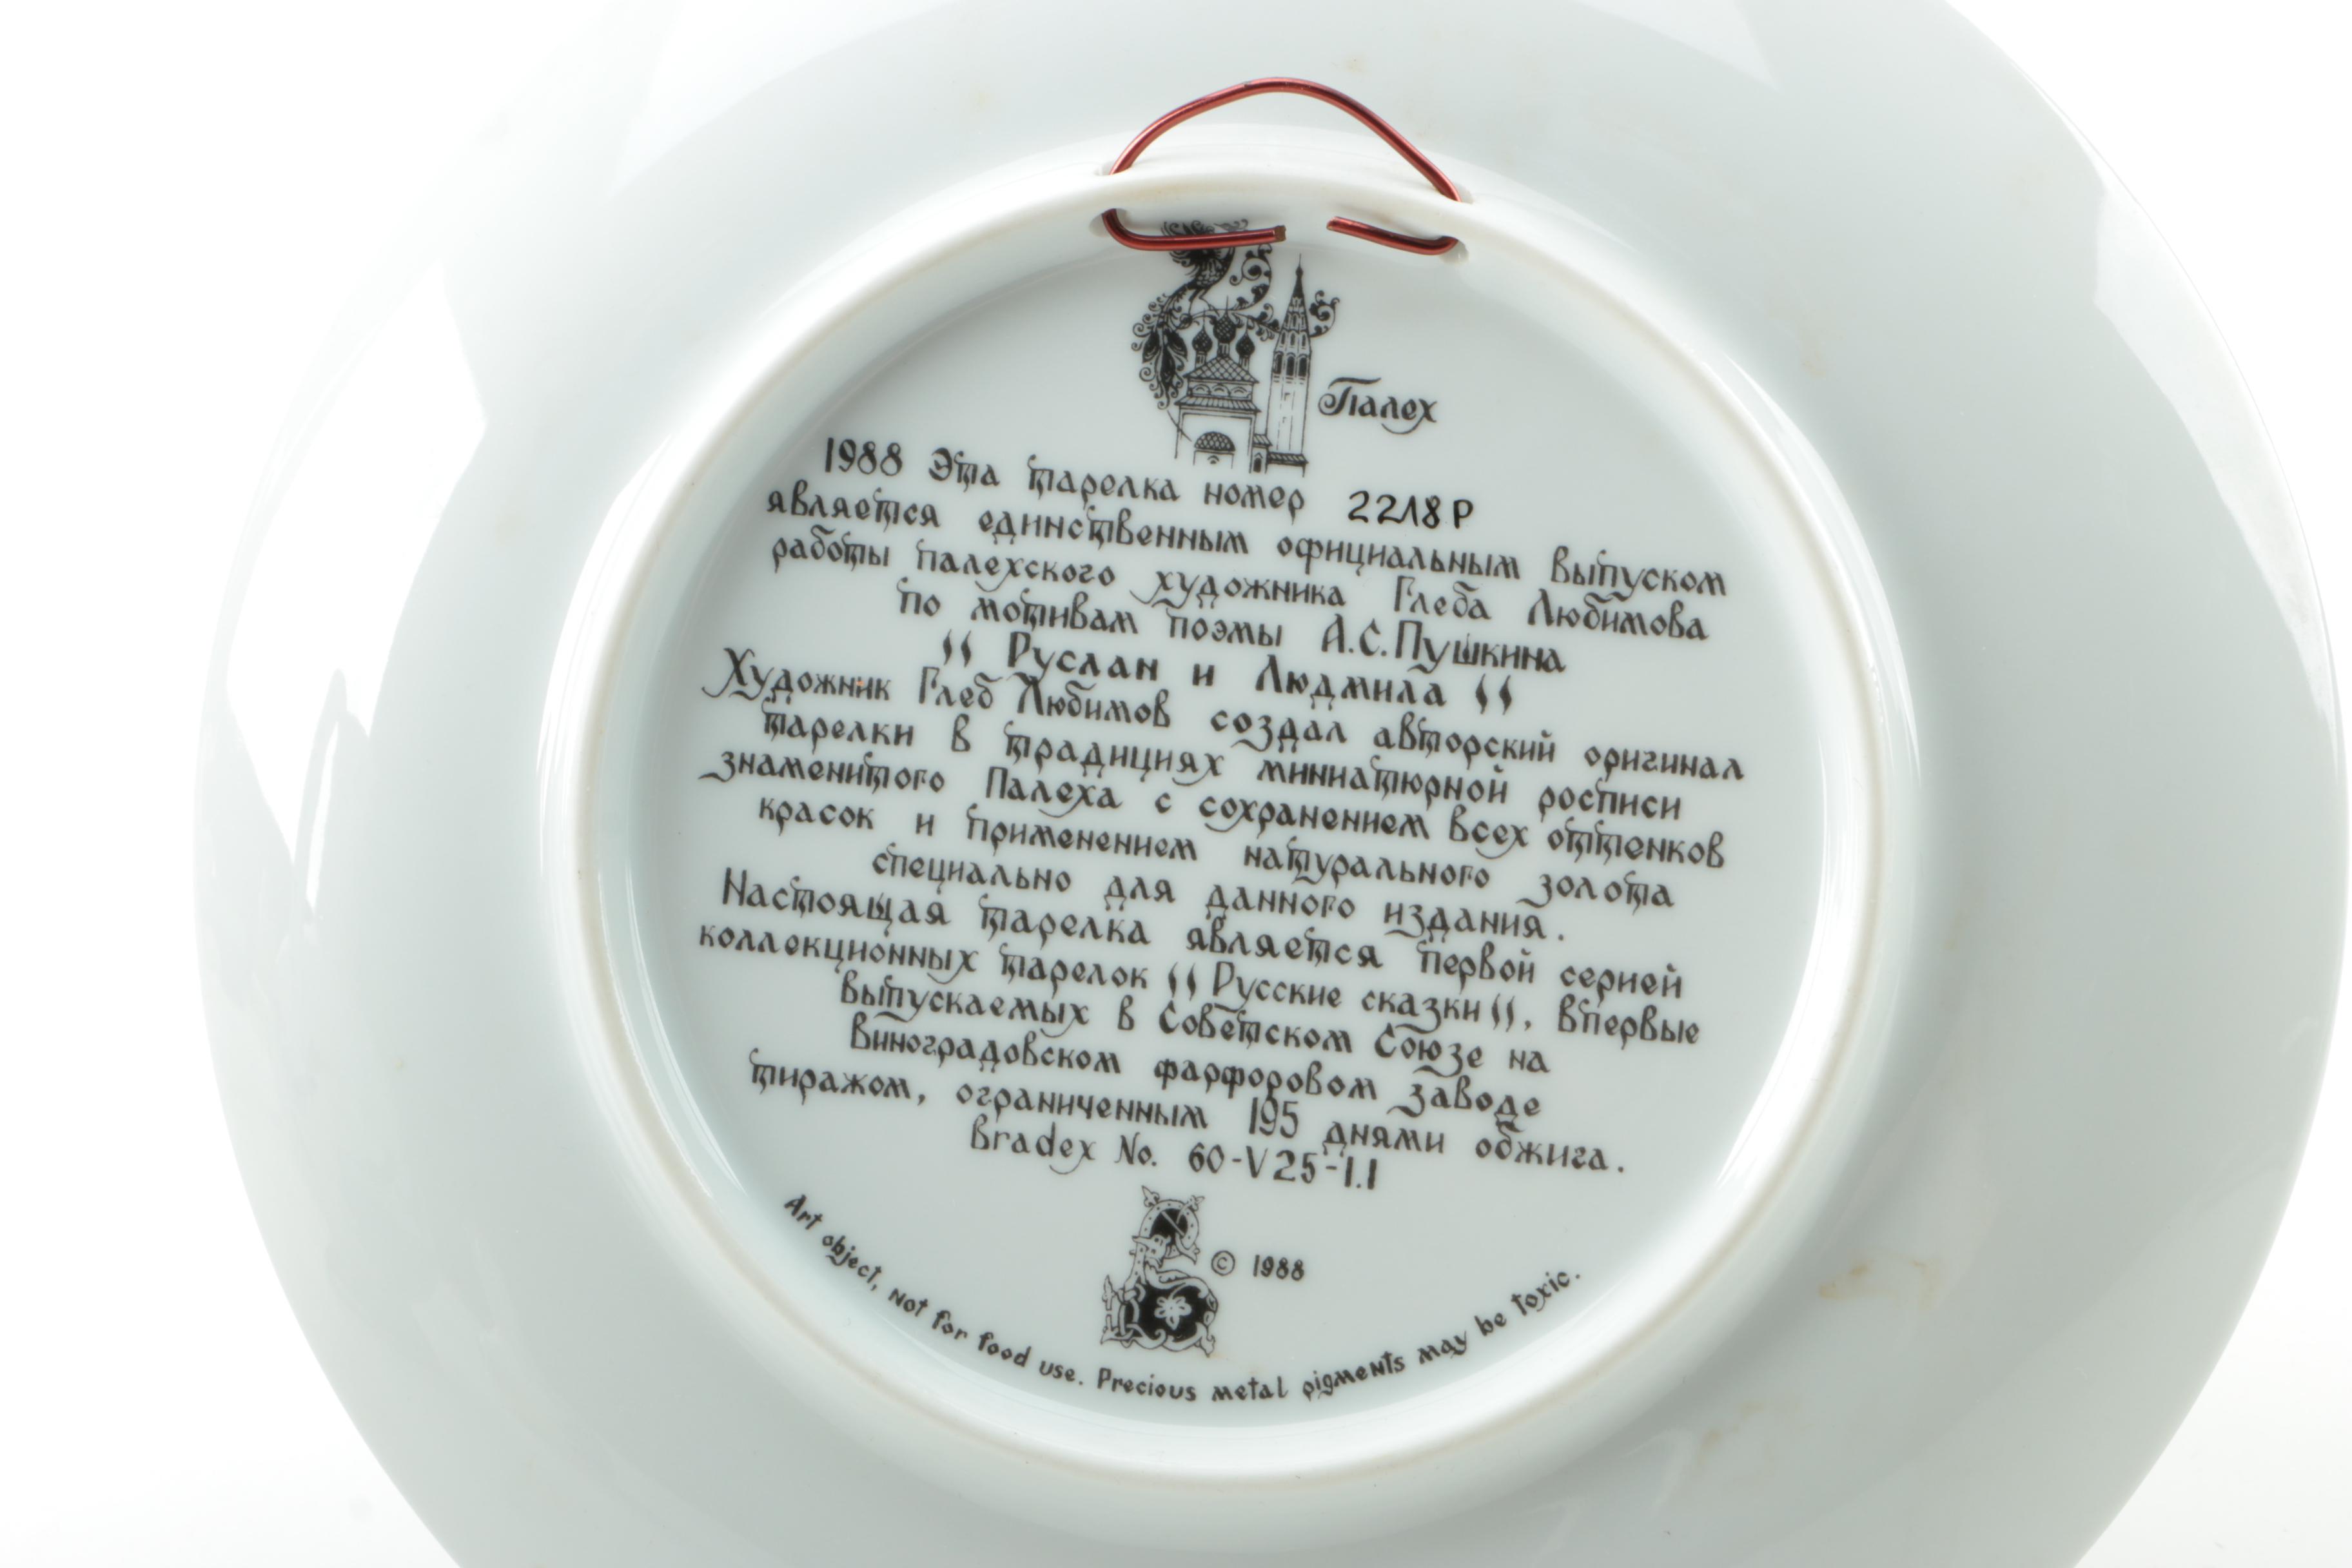 Палех
1988 Эта тарелка номер 2218 P
является единственным официальным выпуском
работы палехского художника Глеба Любимова
по мотивам поэмы А.С.Пушкина
" Руслан и Людмила "
Художник Глеб Любимов создал авторский оригинал
тарелки в традициях миниатюрной росписи
знаменитого Палеха с сохранением всех оттенков
красок и применением натурального золота
специально для данного издания.
Настоящая тарелка является первой серией
коллекционных тарелок "Русские сказки", впервые
выпускаемых в Советском Союзе на
Виноградовском фарфоровом заводе
тиражом, ограниченным 195 днями обжига.
Bradex No. 60-V25-1.1
© 1988
Art object, not for food use. Precious metal pigments may be toxic.